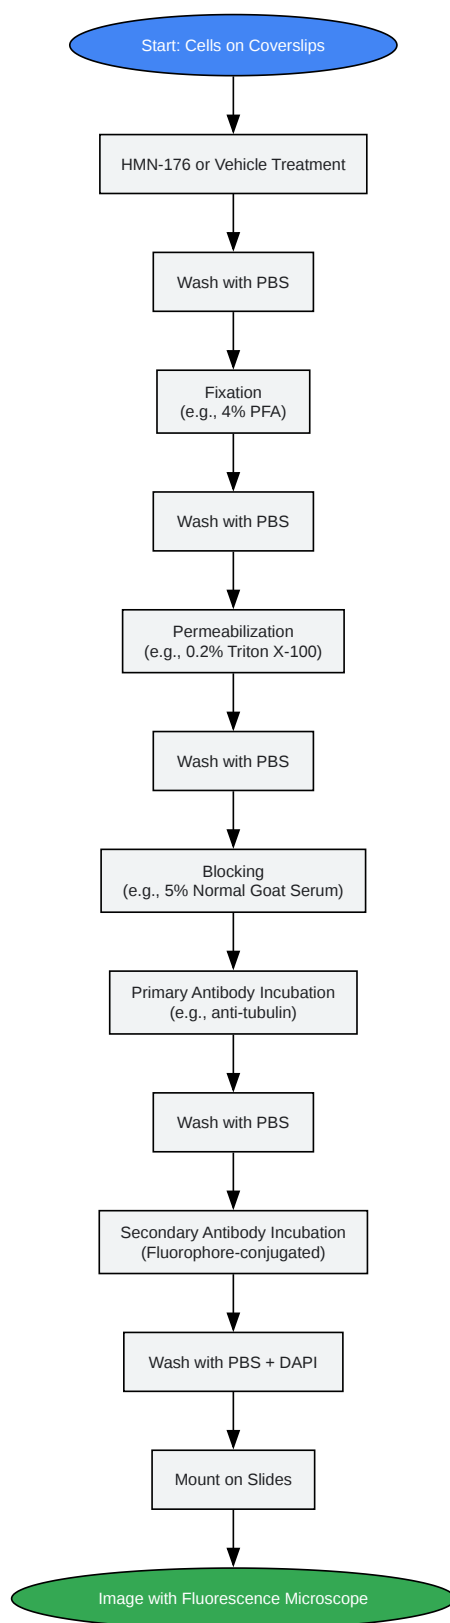 Start: Cells on Coverslips
HMN-176 or Vehicle Treatment
Wash with PBS
Fixation
(e.g., 4% PFA)
Wash with PBS
Permeabilization
(e.g., 0.2% Triton X-100)
Wash with PBS
Blocking
(e.g., 5% Normal Goat Serum)
Primary Antibody Incubation
(e.g., anti-tubulin)
Wash with PBS
Secondary Antibody Incubation
(Fluorophore-conjugated)
Wash with PBS + DAPI
Mount on Slides
Image with Fluorescence Microscope